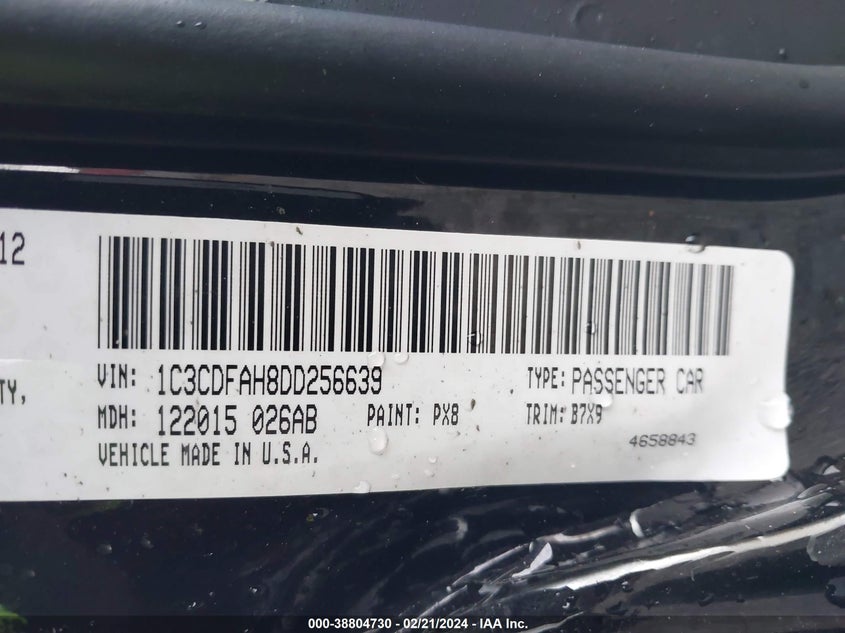 12
TY,
VIN: 1C3CDFAH8DD256639 TYPE: PASSENGER CAR
MDH: 122015 026AB PAINT: PX8 TRIM: B7X9
VEHICLE MADE IN U.S.A. 4658843
000-38804730 - 02/21/2024 - IAA Inc.